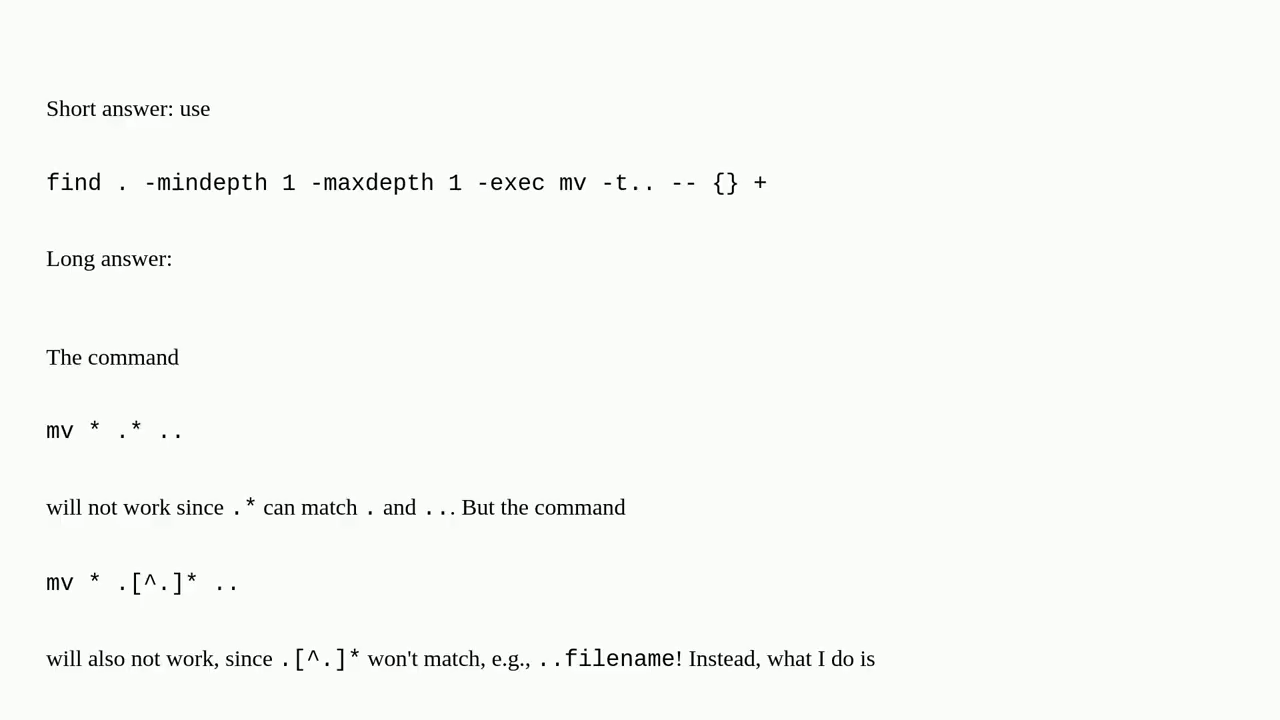 Short answer: use
find . -mindepth 1 -maxdepth 1 -exec mv -t.. -- {} +
Long answer:
The command
mv * .* ..
will not work since .* can match . and ... But the command
mv * .[^.]* ..
will also not work, since .[^.]* won't match, e.g., ..filename! Instead, what I do is